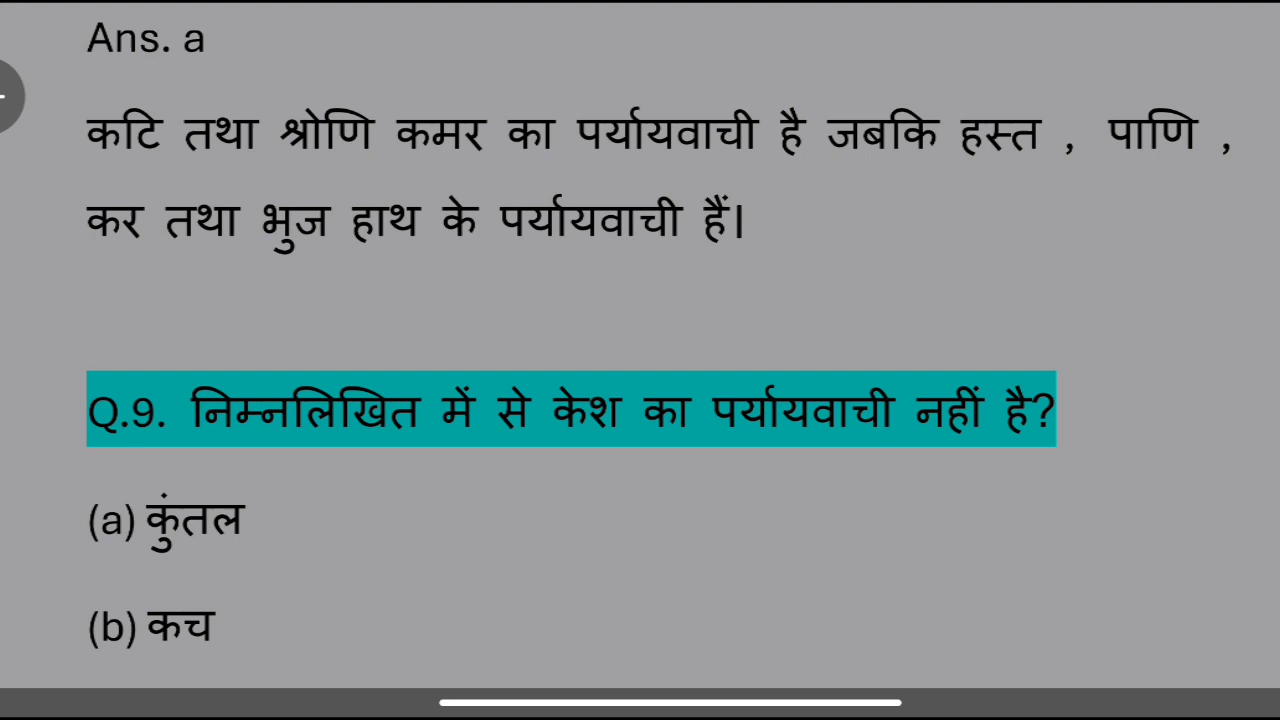 Ans. a
कटि तथा श्रोणि कमर का पर्यायवाची है जबकि हस्त , पाणि ,
कर तथा भुज हाथ के पर्यायवाची हैं।
Q.9. निम्नलिखित में से केश का पर्यायवाची नहीं है?
(a) कुंतल
(b) कच